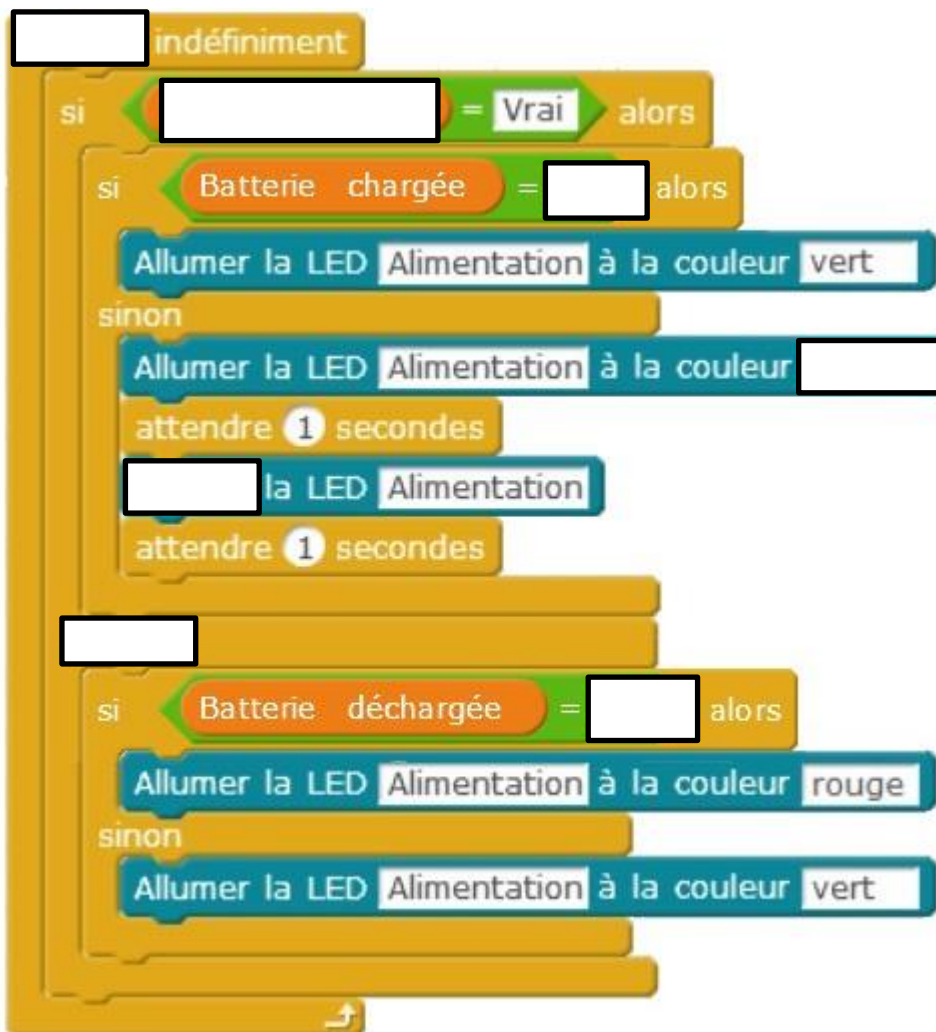 indéfiniment
si = Vrai alors
si Batterie chargée = alors
Allumer la LED Alimentation à la couleur vert
sinon
Allumer la LED Alimentation à la couleur
attendre 1 secondes
la LED Alimentation
attendre 1 secondes
si Batterie déchargée = alors
Allumer la LED Alimentation à la couleur rouge
sinon
Allumer la LED Alimentation à la couleur vert